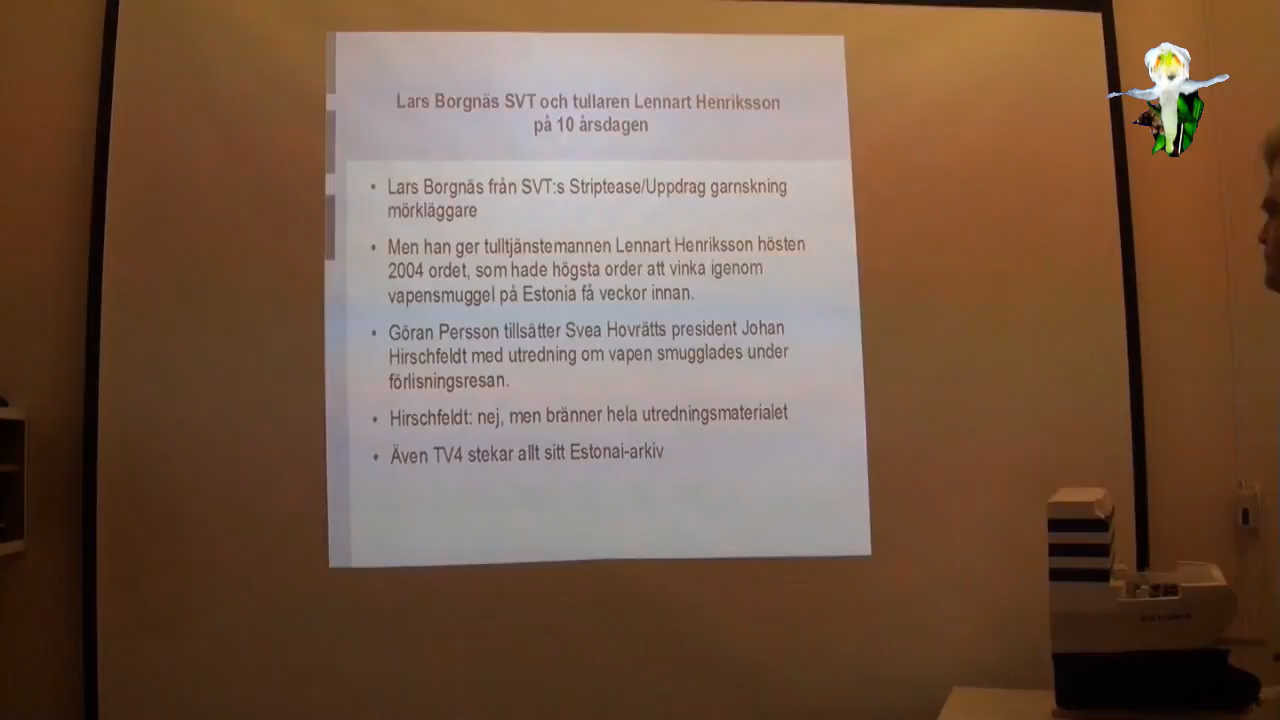 Lars Borgnäs SVT och tullaren Lennart Henriksson
på 10 årsdagen
• Lars Borgnäs från SVT:s Striptease/Uppdrag garnskning
mörkläggare
• Men han ger tulltjänstemannen Lennart Henriksson hösten
2004 ordet, som hade högsta order att vinka igenom
vapensmuggel på Estonia få veckor innan.
• Göran Persson tillsätter Svea Hovrätts president Johan
Hirschfeldt med utredning om vapen smugglades under
förlisningsresan.
• Hirschfeldt: nej, men bränner hela utredningsmaterialet
• Även TV4 stekar allt sitt Estonai-arkiv